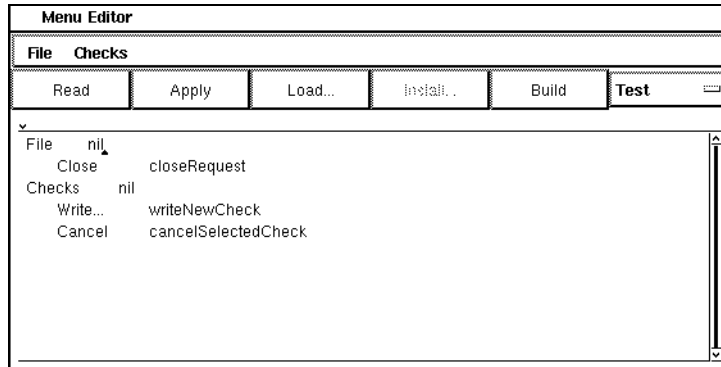 Menu Editor
File Checks
Read Apply Load... Install... Build Test
File nil
Close closeRequest
Checks nil
Write... writeNewCheck
Cancel cancelSelectedCheck